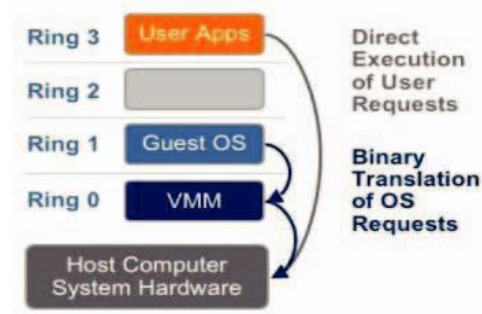 Ring 3
User Apps
Ring 2
Ring 1
Guest OS
Ring 0
VMM
Host Computer
System Hardware
Direct
Execution
of User
Requests
Binary
Translation
of OS
Requests